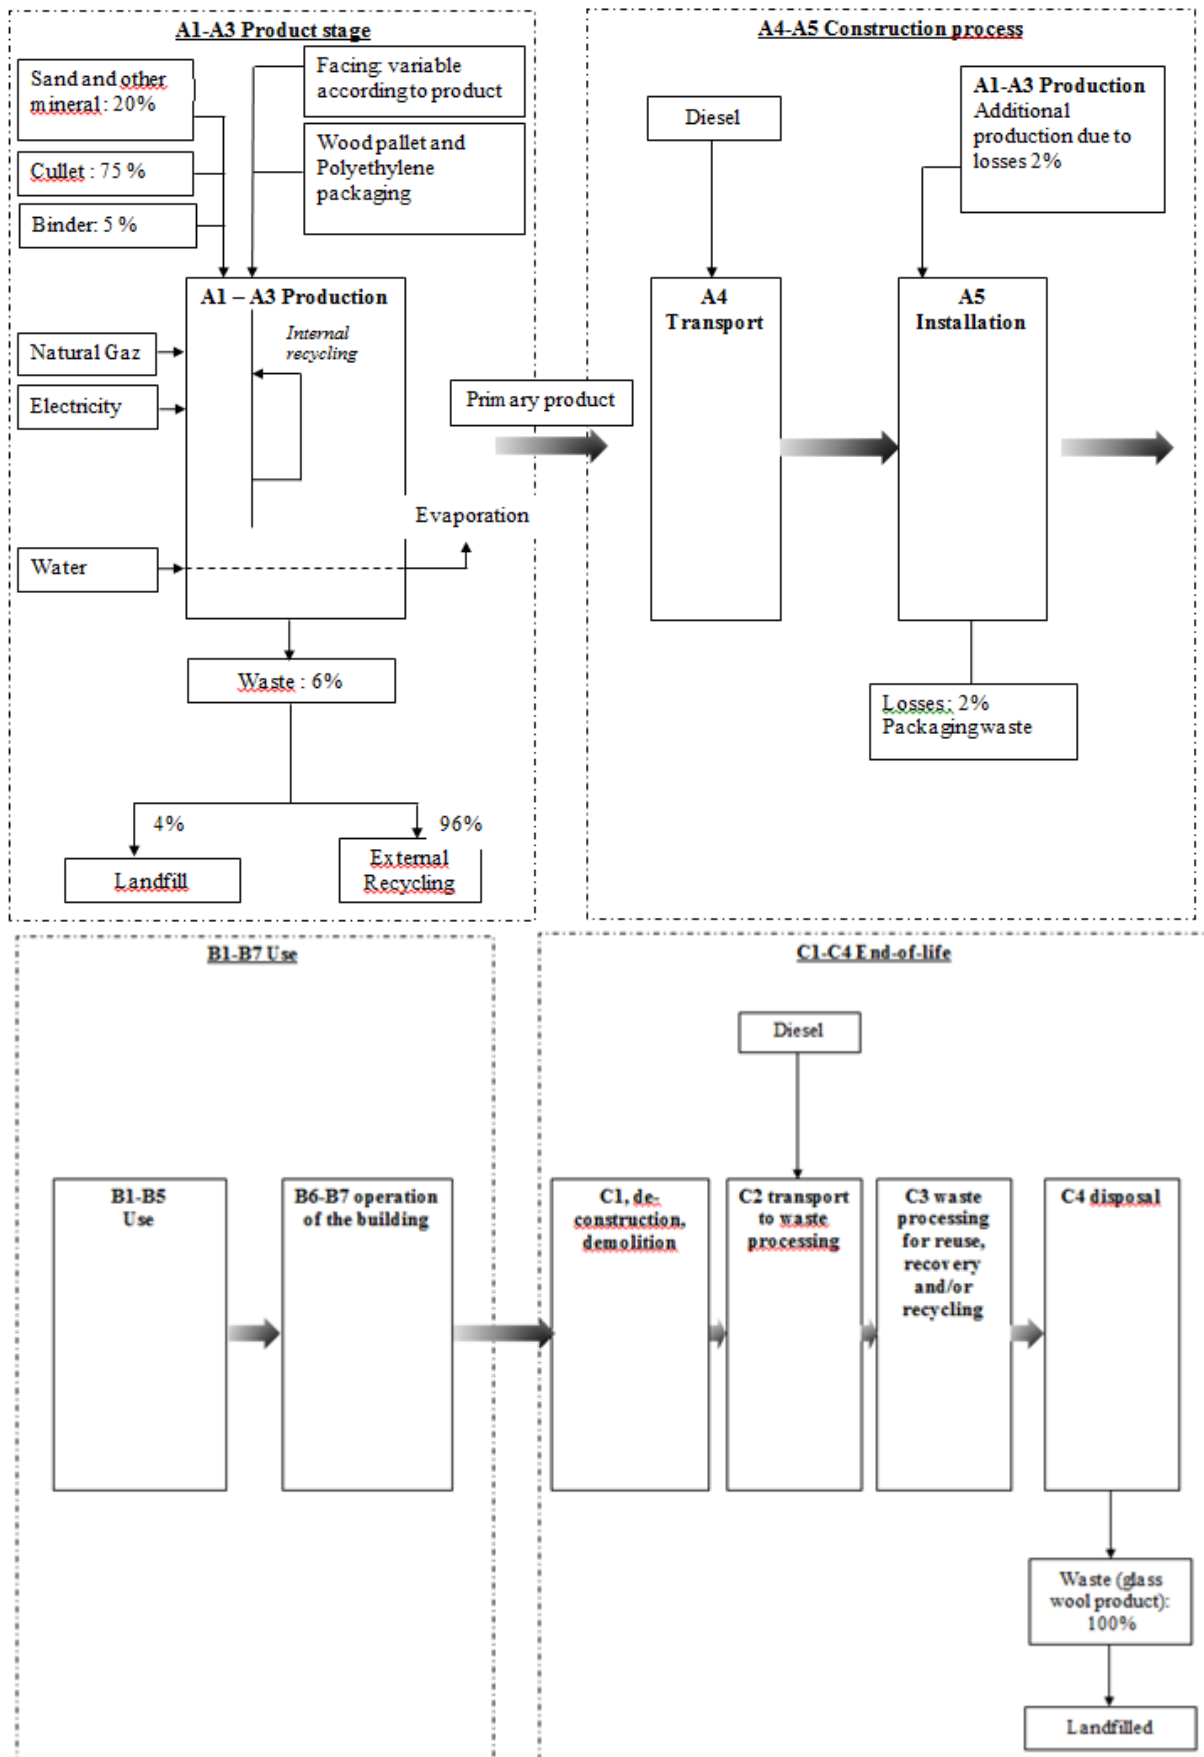 A1-A3 Product stage
Sand and other
mineral : 20%
Cullet : 75 %
Binder: 5 %
Facing: variable
according to product
Wood pallet and
Polyethylene
packaging
A1 – A3 Production
Internal
recycling
Natural Gaz
Electricity
Water
Evaporation
Primary product
Waste : 6%
4%
96%
Landfill
External
Recycling
A4-A5 Construction process
Diesel
A1-A3 Production
Additional
production due to
losses 2%
A4
Transport
A5
Installation
Losses: 2%
Packaging waste
B1-B7 Use
B1-B5
Use
B6-B7 operation
of the building
C1-C4 End-of-life
Diesel
C1, de-
construction,
demolition
C2 transport
to waste
processing
C3 waste
processing
for reuse,
recovery
and/or
recycling
C4 disposal
Waste (glass
wool product):
100%
Landfilled